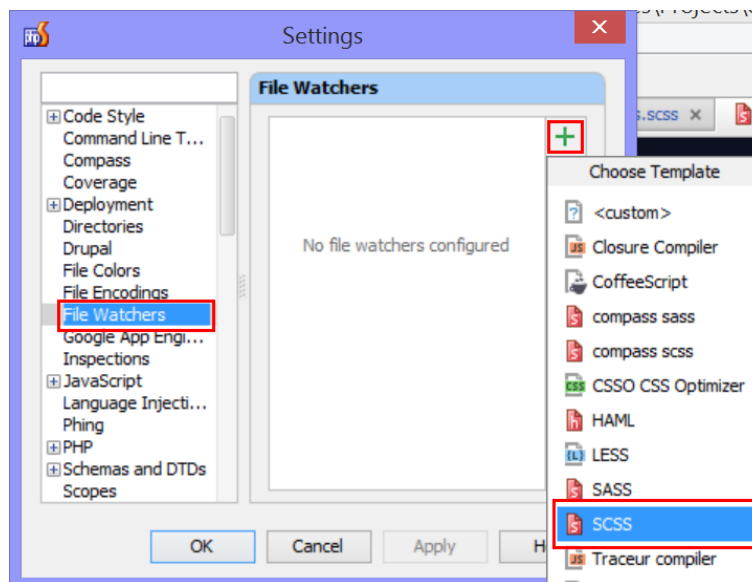 Settings
File Watchers
Code Style
Command Line T...
Compass
Coverage
Deployment
Directories
Drupal
File Colors
File Encodings
File Watchers
Google App Engi...
Inspections
JavaScript
Language Injecti...
Phing
PHP
Schemas and DTDs
Scopes
No file watchers configured
.scss
Choose Template
<custom>
Closure Compiler
CoffeeScript
compass sass
compass scss
CSSO CSS Optimizer
HAML
LESS
SASS
SCSS
Traceur compiler
OK
Cancel
Apply